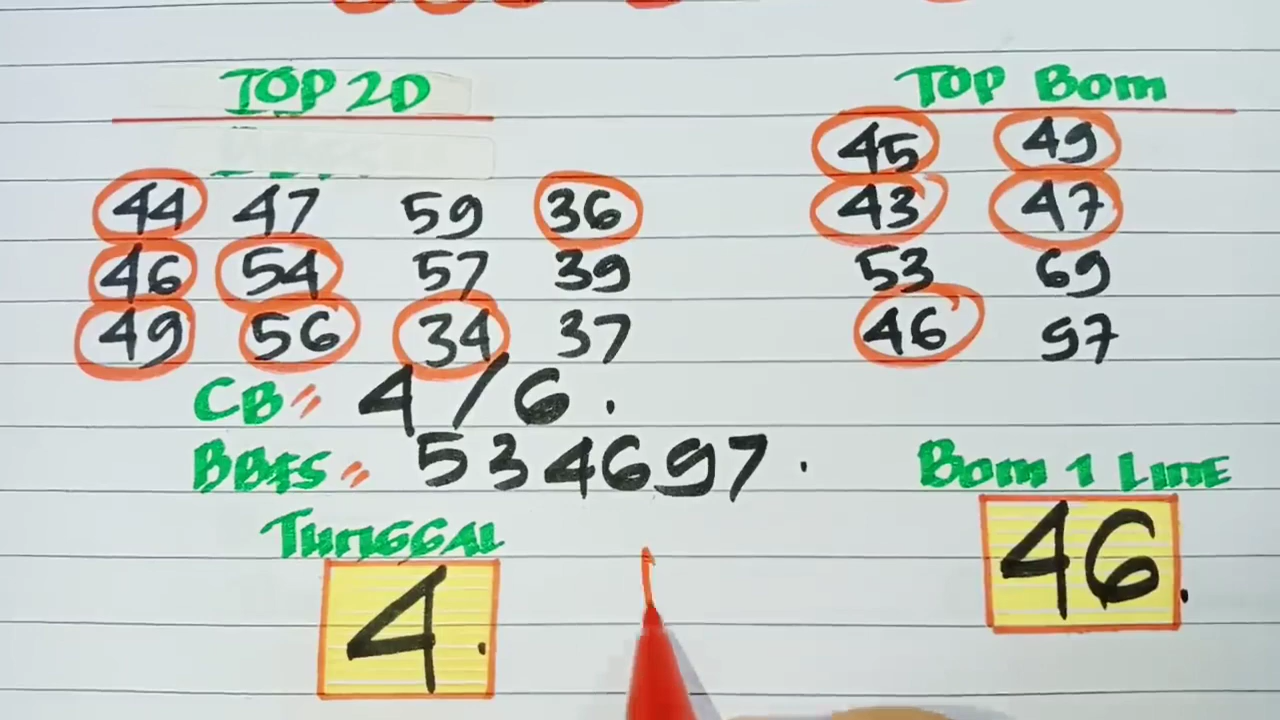 TOP 2D
44 47 59 36
46 54 57 39
49 56 34 37
CB = 4/6.
BBFS = 534697.
TUNGGAL
4.
TOP BOM
45 49
43 47
53 69
46 97
BOM 1 LINE
46.